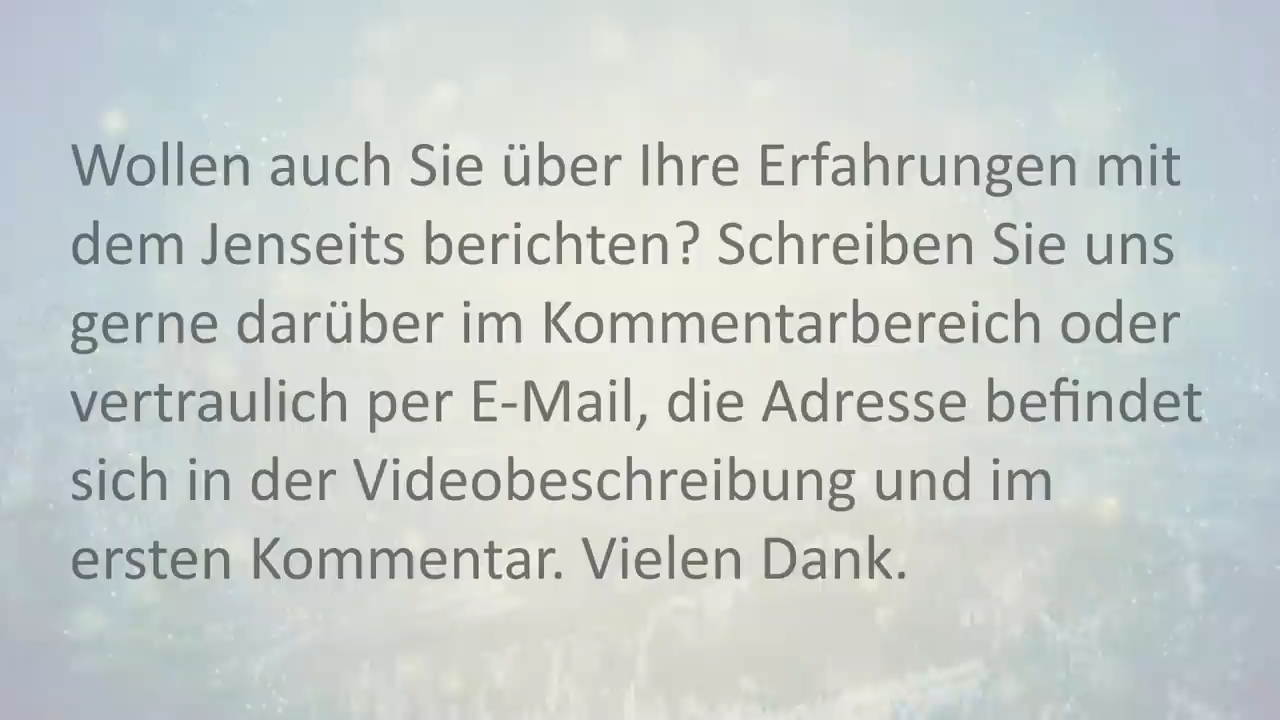 Wollen auch Sie über Ihre Erfahrungen mit
dem Jenseits berichten? Schreiben Sie uns
gerne darüber im Kommentarbereich oder
vertraulich per E-Mail, die Adresse befindet
sich in der Videobeschreibung und im
ersten Kommentar. Vielen Dank.